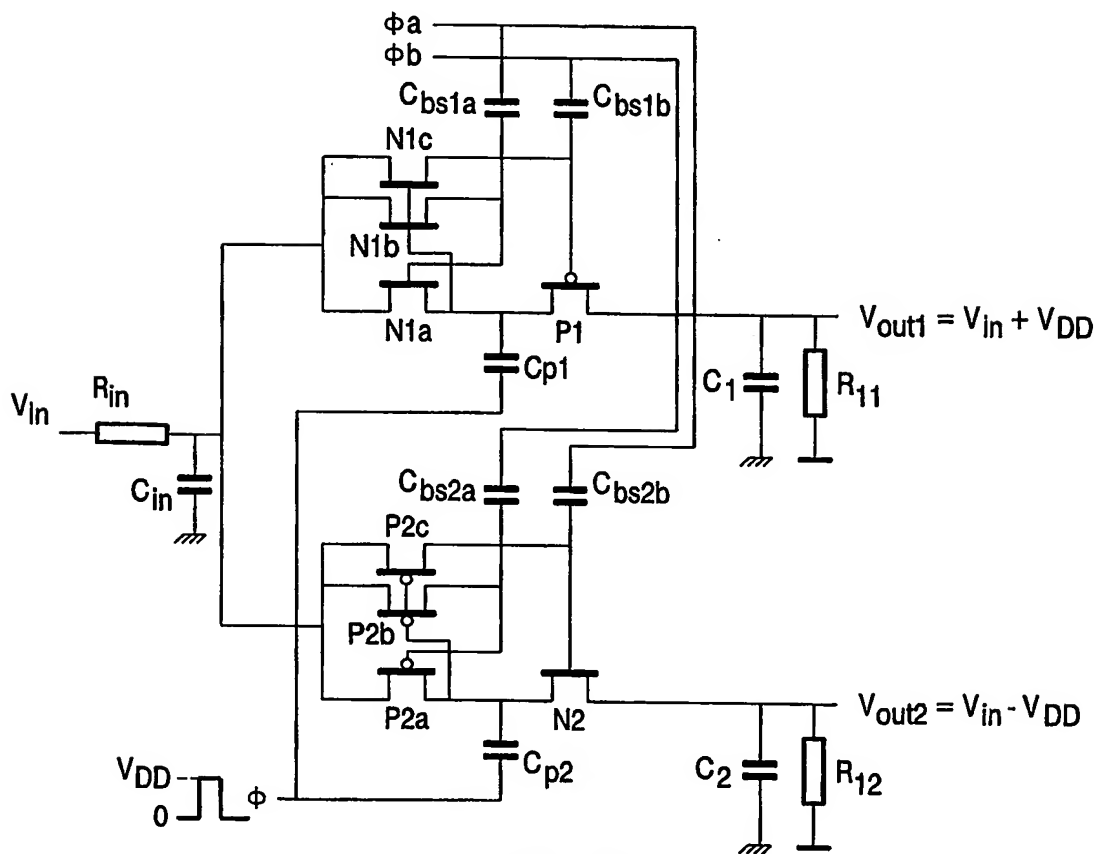 Φa
Φb
Cbs1a
Cbs1b
N1c
N1b
N1a
P1
Vout1 = Vin + VDD
Cp1
C1
R11
VIn
Rin
Cin
Cbs2a
Cbs2b
P2c
P2b
P2a
N2
Vout2 = Vin - VDD
Cp2
C2
R12
VDD
0
Φ